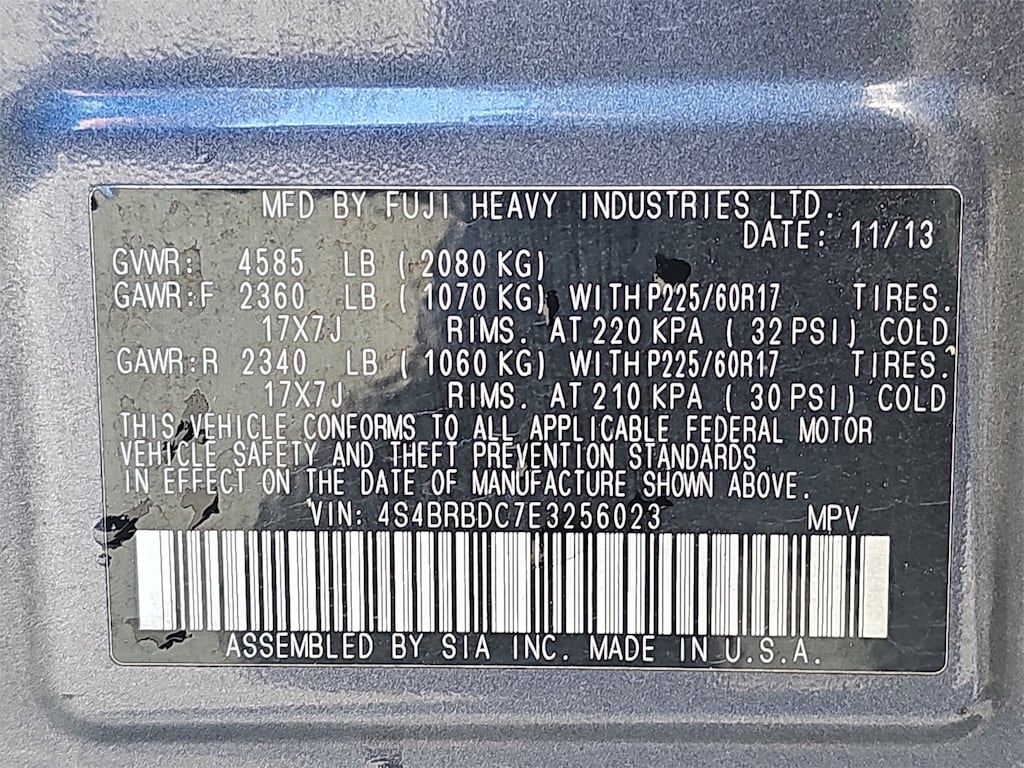 MFD BY FUJI HEAVY INDUSTRIES LTD.
DATE: 11/13
GVWR: 4585 LB ( 2080 KG)
GAWR:F 2360 LB ( 1070 KG) WITH P225/60R17 TIRES.
17X7J RIMS. AT 220 KPA ( 32 PSI) COLD
GAWR:R 2340 LB ( 1060 KG) WITH P225/60R17 TIRES.
17X7J RIMS. AT 210 KPA ( 30 PSI) COLD
THIS VEHICLE CONFORMS TO ALL APPLICABLE FEDERAL MOTOR
VEHICLE SAFETY AND THEFT PREVENTION STANDARDS
IN EFFECT ON THE DATE OF MANUFACTURE SHOWN ABOVE.
VIN: 4S4BRBDC7E3256023 MPV
ASSEMBLED BY SIA INC. MADE IN U.S.A.